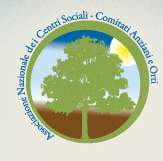 Associazione Nazionale dei Centri Sociali - Comitati Anziani e Orti